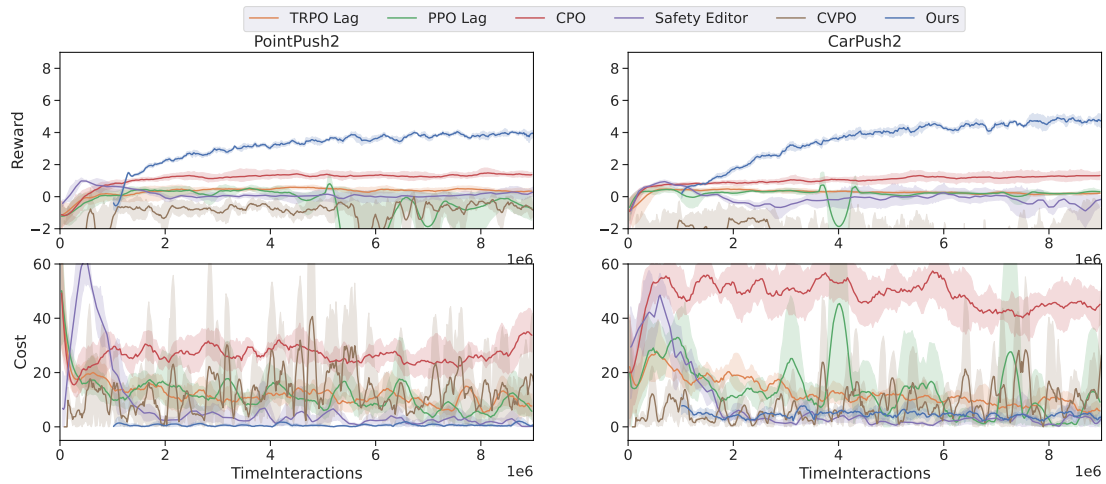 TRPO Lag PPO Lag CPO Safety Editor CVPO Ours
PointPush2 CarPush2
Reward
8
6
4
2
0
−2
0 2 4 6 8
1e6
8
6
4
2
0
−2
0 2 4 6 8
1e6
Cost
60
40
20
0
0 2 4 6 8
1e6
TimeInteractions
60
40
20
0
0 2 4 6 8
1e6
TimeInteractions